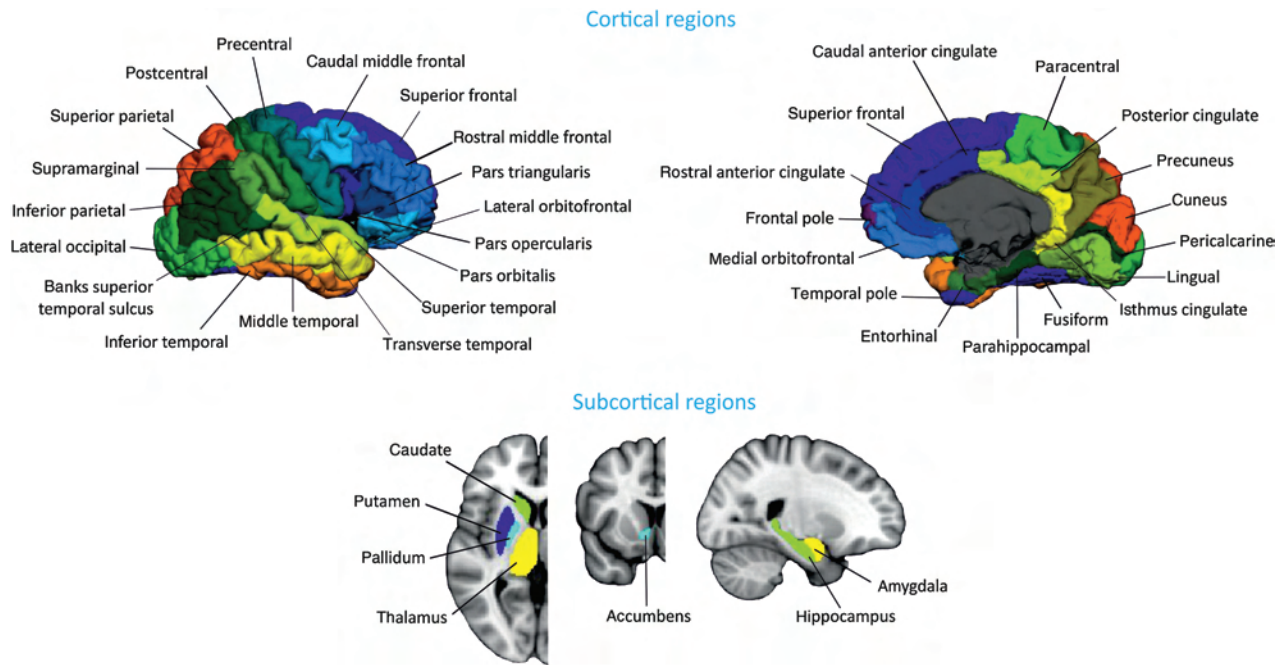 Cortical regions
Precentral
Caudal middle frontal
Postcentral
Superior frontal
Superior parietal
Rostral middle frontal
Supramarginal
Pars triangularis
Inferior parietal
Lateral orbitofrontal
Lateral occipital
Pars opercularis
Banks superior
temporal sulcus
Pars orbitalis
Superior temporal
Middle temporal
Inferior temporal
Transverse temporal
Caudal anterior cingulate
Paracentral
Superior frontal
Posterior cingulate
Rostral anterior cingulate
Precuneus
Frontal pole
Cuneus
Medial orbitofrontal
Pericalcarine
Temporal pole
Lingual
Isthmus cingulate
Entorhinal
Fusiform
Parahippocampal
Subcortical regions
Caudate
Putamen
Pallidum
Thalamus
Accumbens
Amygdala
Hippocampus